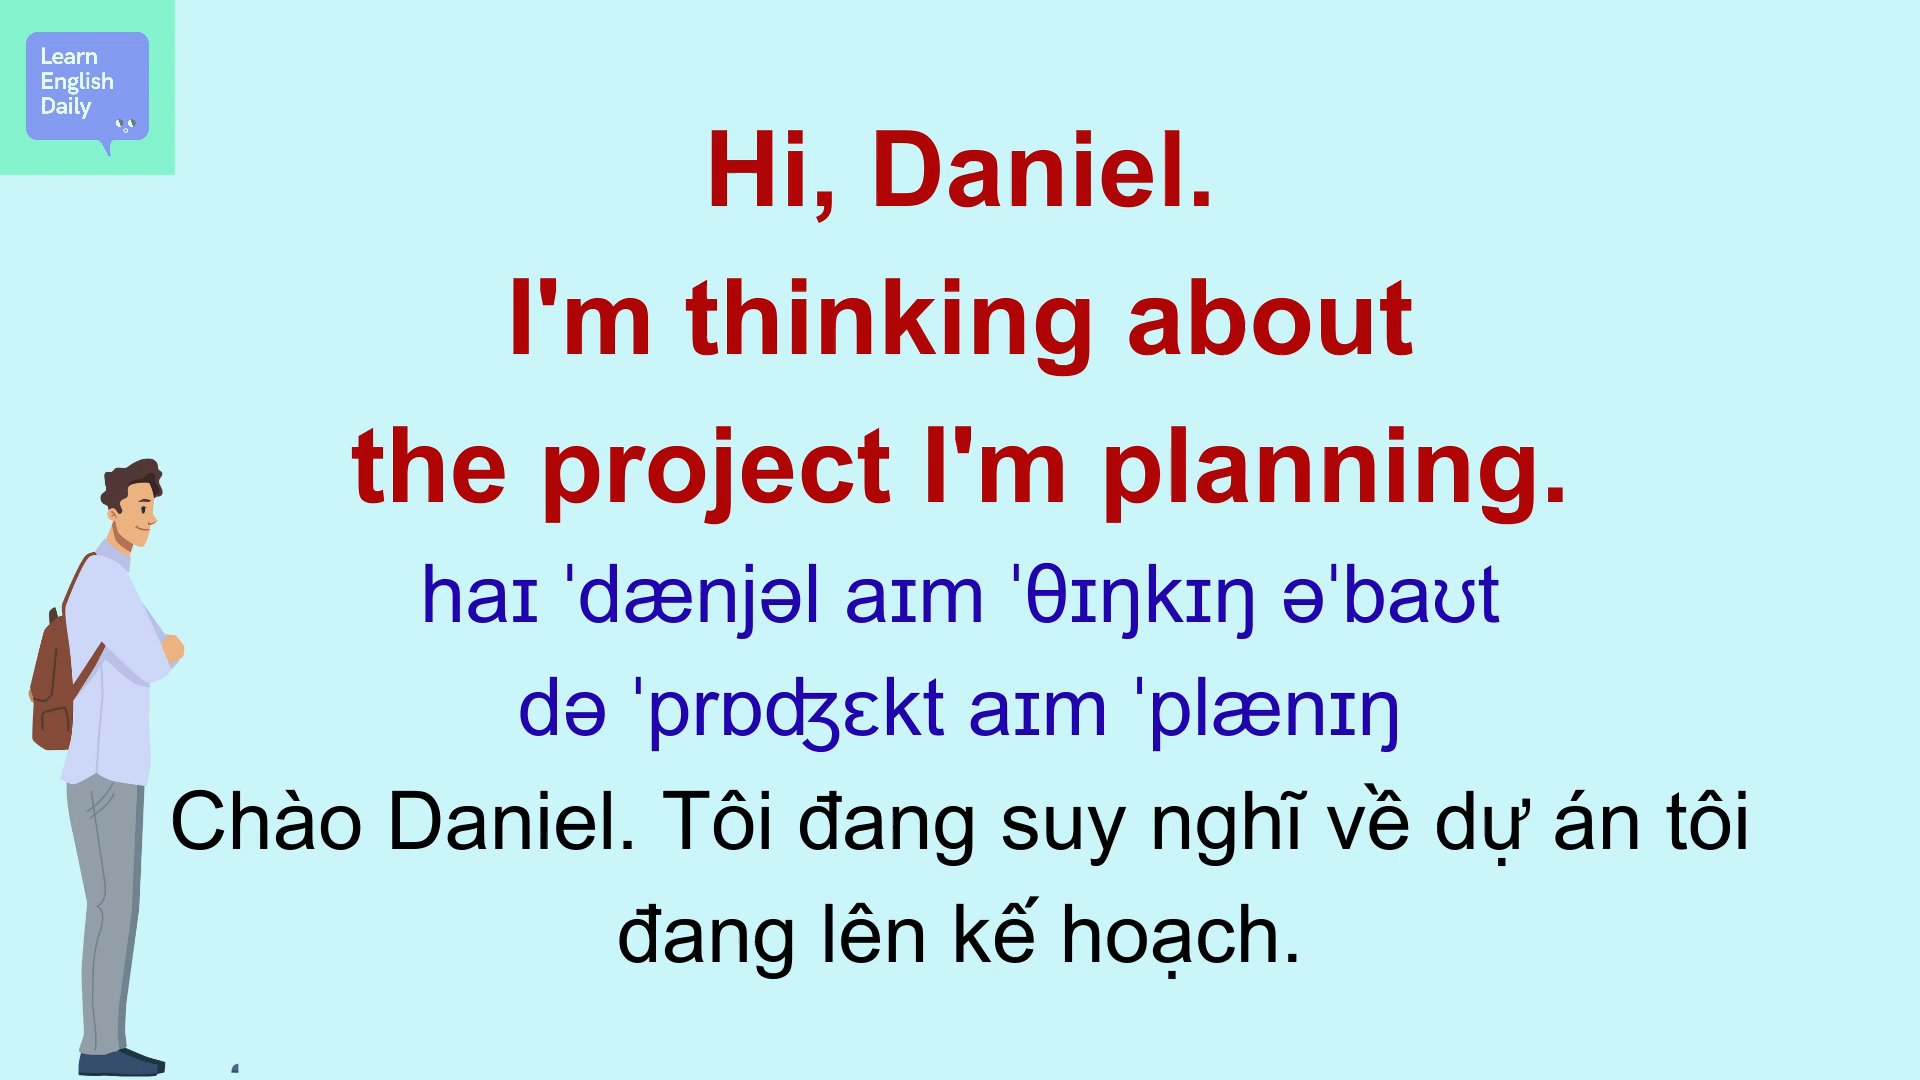 Learn
English
Daily
Hi, Daniel.
I'm thinking about
the project I'm planning.
haɪ ˈdænjəl aɪm ˈθɪŋkɪŋ əˈbaʊt
də ˈprɒʤɛkt aɪm ˈplænɪŋ
Chào Daniel. Tôi đang suy nghĩ về dự án tôi
đang lên kế hoạch.